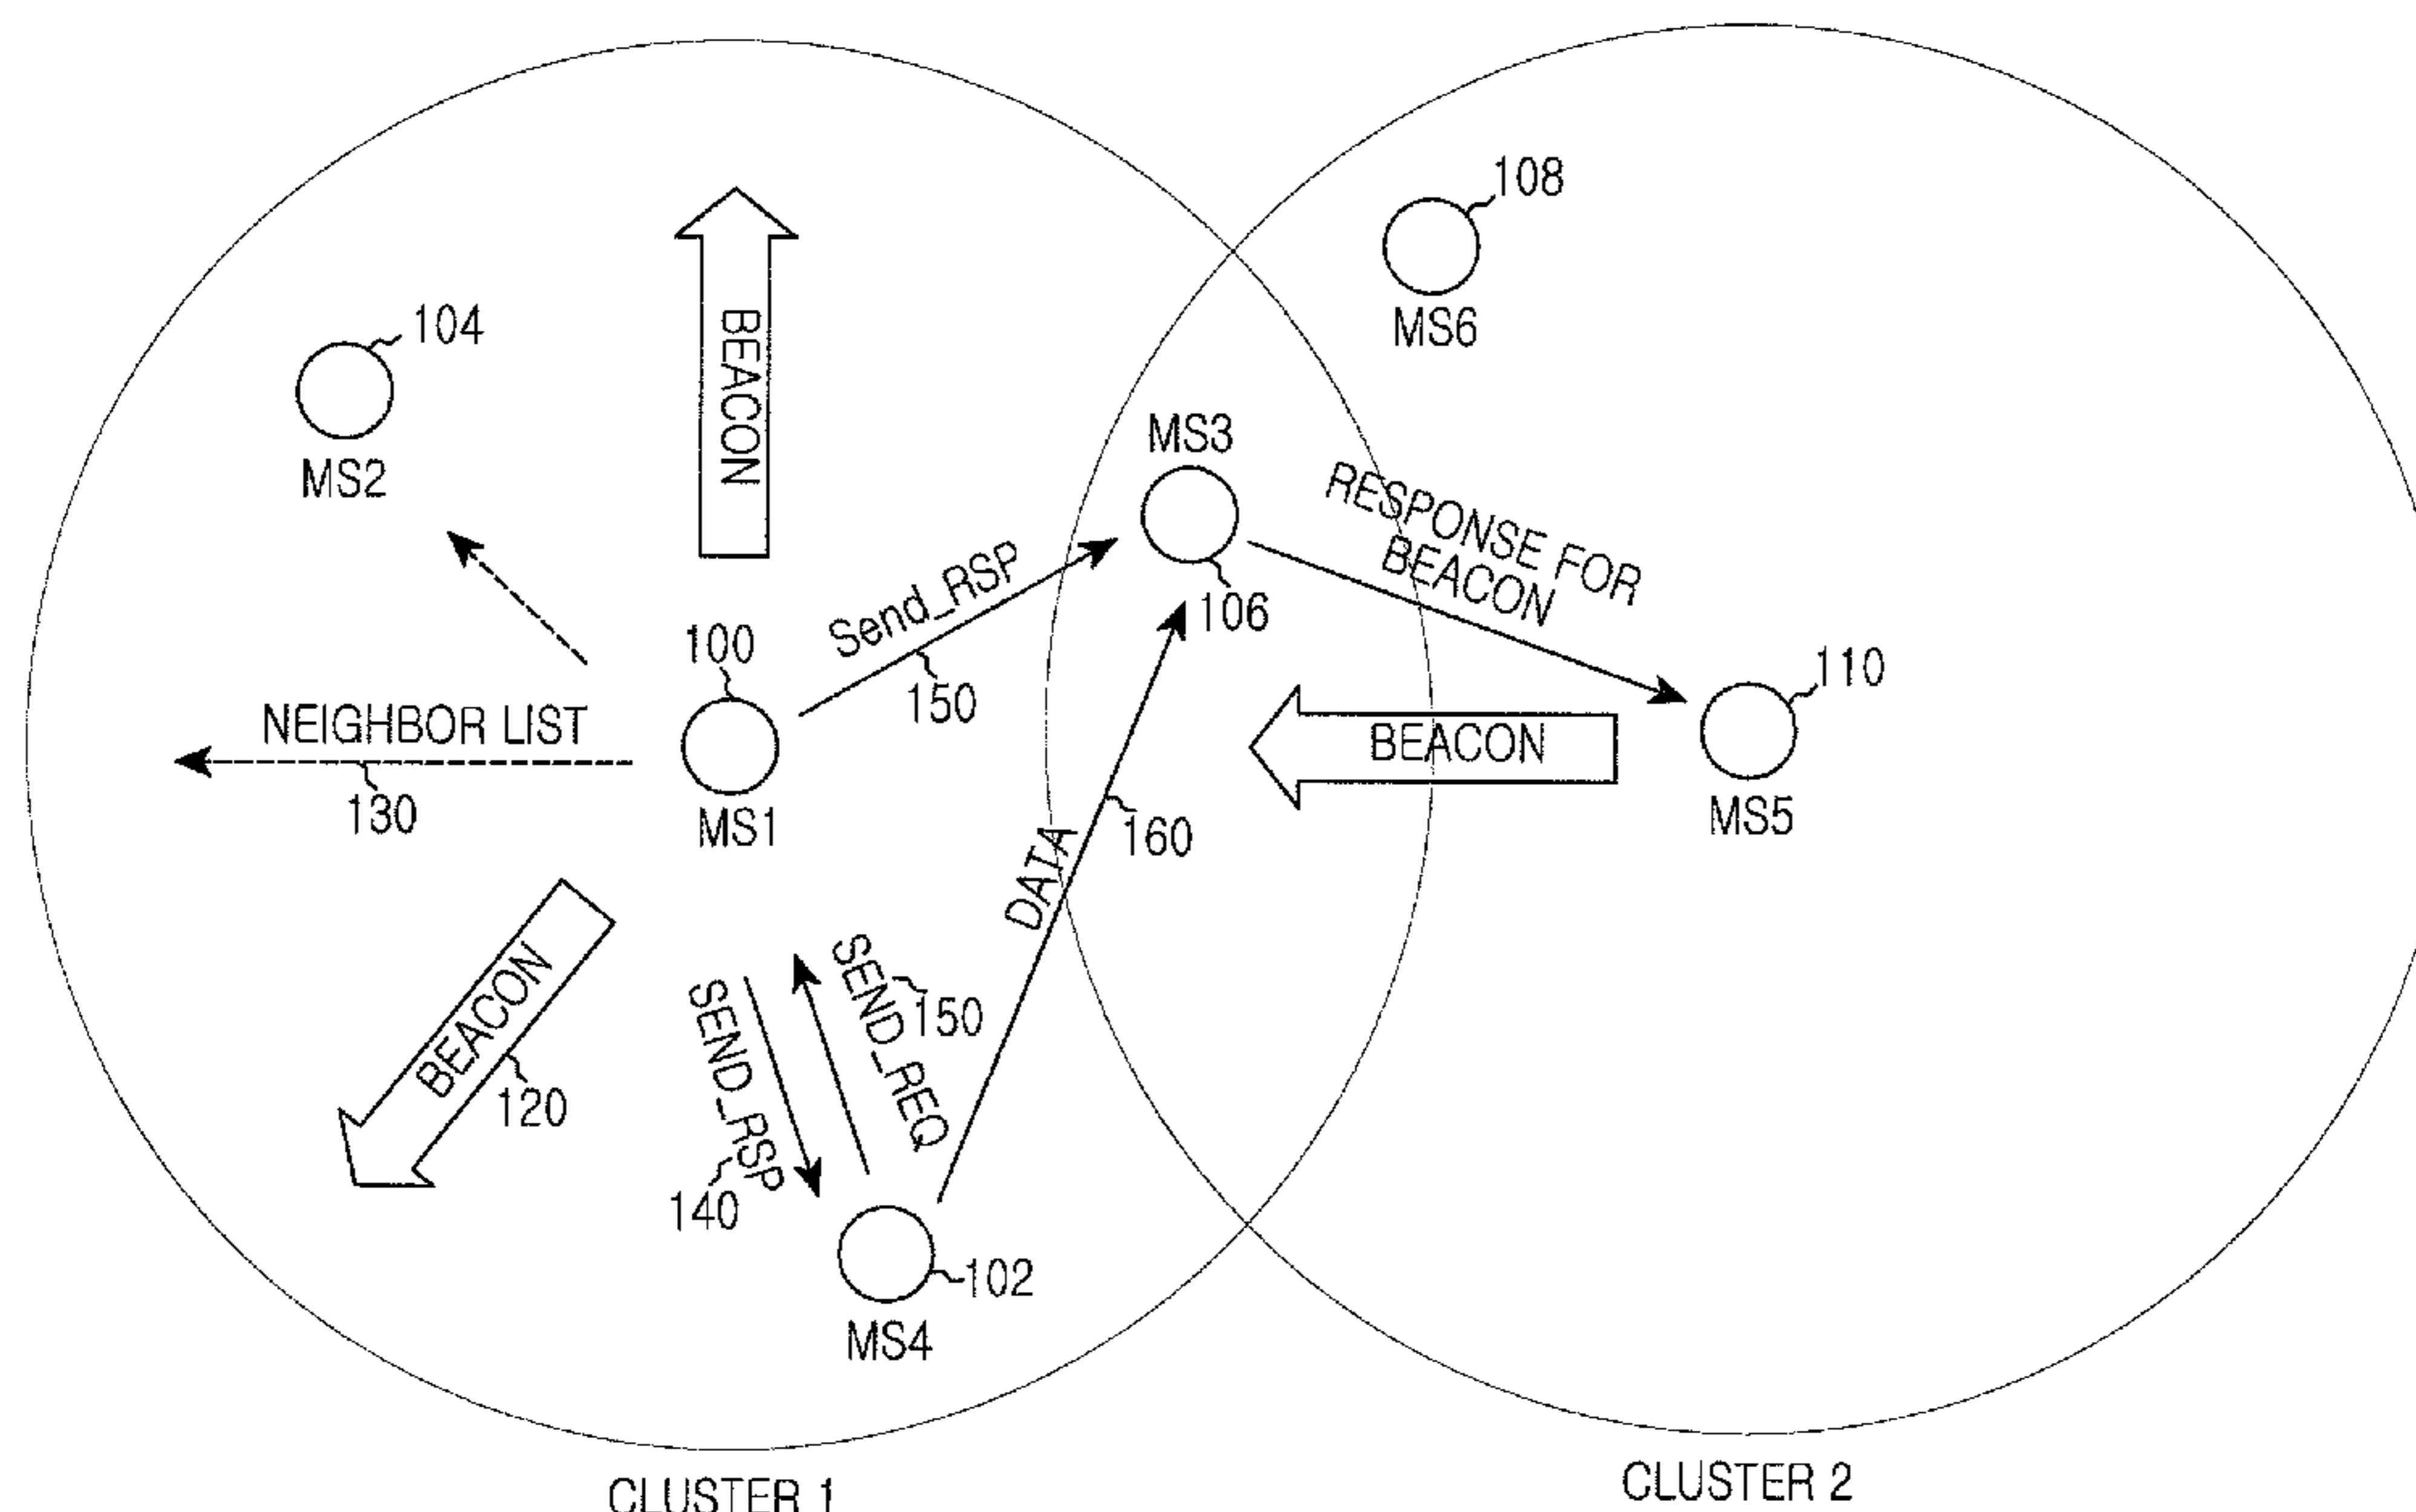 108
MS6
104
MS2
BEACON
MS3
106
RESPONSE FOR
BEACON
Send_RSP
150
100
MS1
NEIGHBOR LIST
130
110
MS5
BEACON
DATA
160
BEACON
120
SEND_RSP
140
SEND_REQ
150
102
MS4
CLUSTER 1
CLUSTER 2